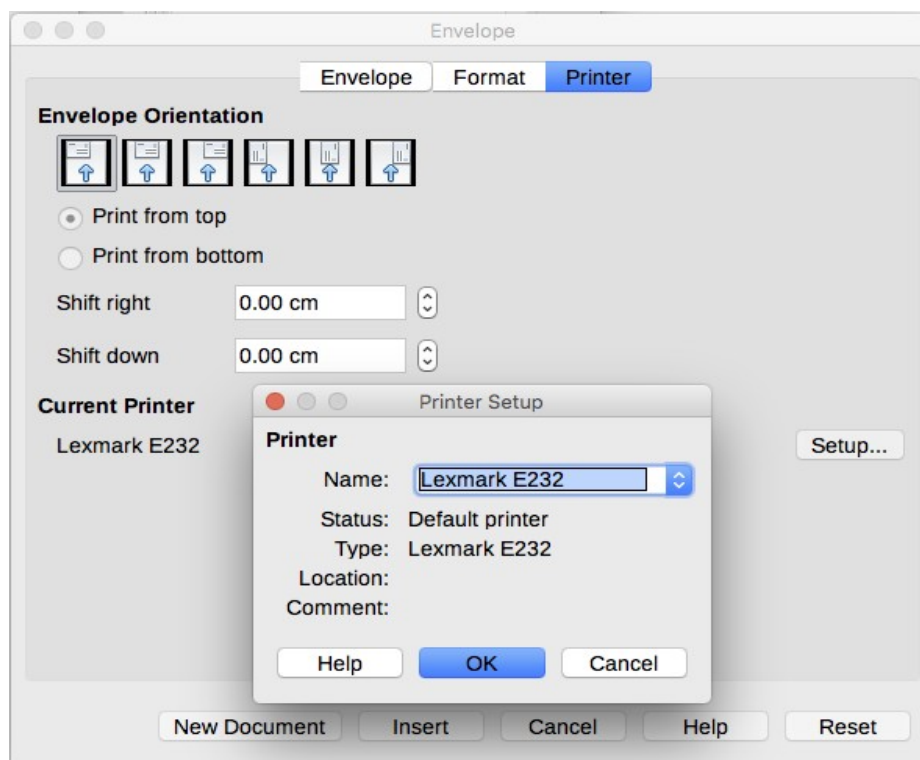 Envelope
Envelope Format Printer
Envelope Orientation
Print from top
Print from bottom
Shift right 0.00 cm
Shift down 0.00 cm
Current Printer
Lexmark E232
Setup...
Printer Setup
Printer
Name: Lexmark E232
Status: Default printer
Type: Lexmark E232
Location:
Comment:
Help OK Cancel
New Document Insert Cancel Help Reset